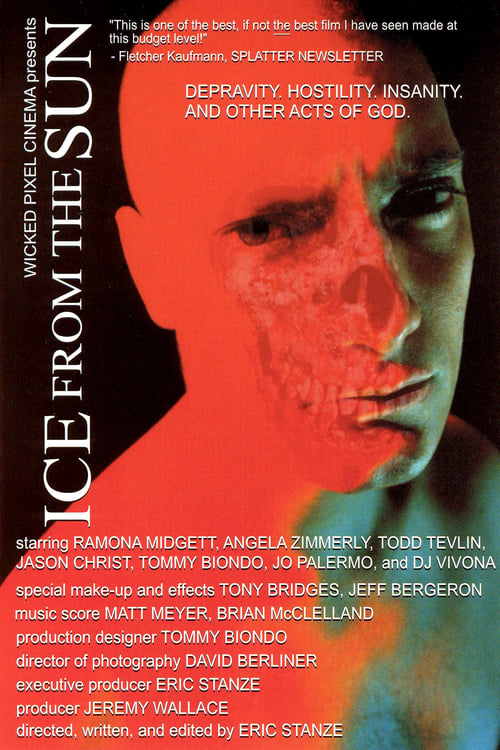 WICKED PIXEL CINEMA presents
ICE FROM THE SUN
"This is one of the best, if not the best film I have seen made at
this budget level!"
- Fletcher Kaufmann, SPLATTER NEWSLETTER
DEPRAVITY. HOSTILITY. INSANITY.
AND OTHER ACTS OF GOD.
starring RAMONA MIDGETT, ANGELA ZIMMERLY, TODD TEVLIN,
JASON CHRIST, TOMMY BIONDO, JO PALERMO, and DJ VIVONA
special make-up and effects TONY BRIDGES, JEFF BERGERON
music score MATT MEYER, BRIAN McCLELLAND
production designer TOMMY BIONDO
director of photography DAVID BERLINER
executive producer ERIC STANZE
producer JEREMY WALLACE
directed, written, and edited by ERIC STANZE